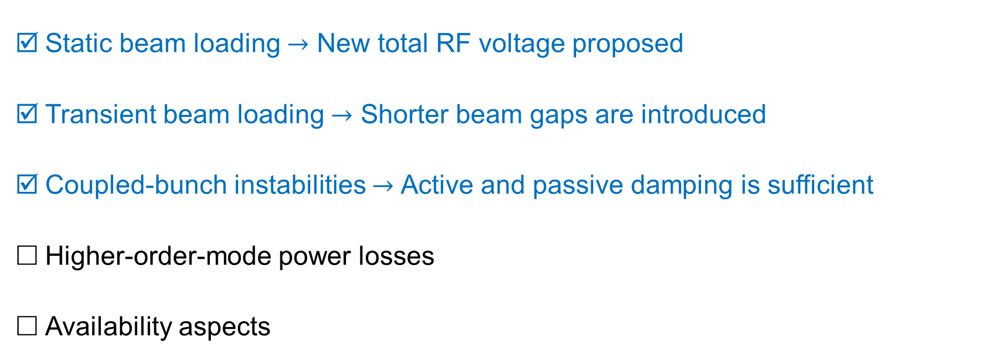 ☑ Static beam loading → New total RF voltage proposed
☑ Transient beam loading → Shorter beam gaps are introduced
☑ Coupled-bunch instabilities → Active and passive damping is sufficient
☐ Higher-order-mode power losses
☐ Availability aspects